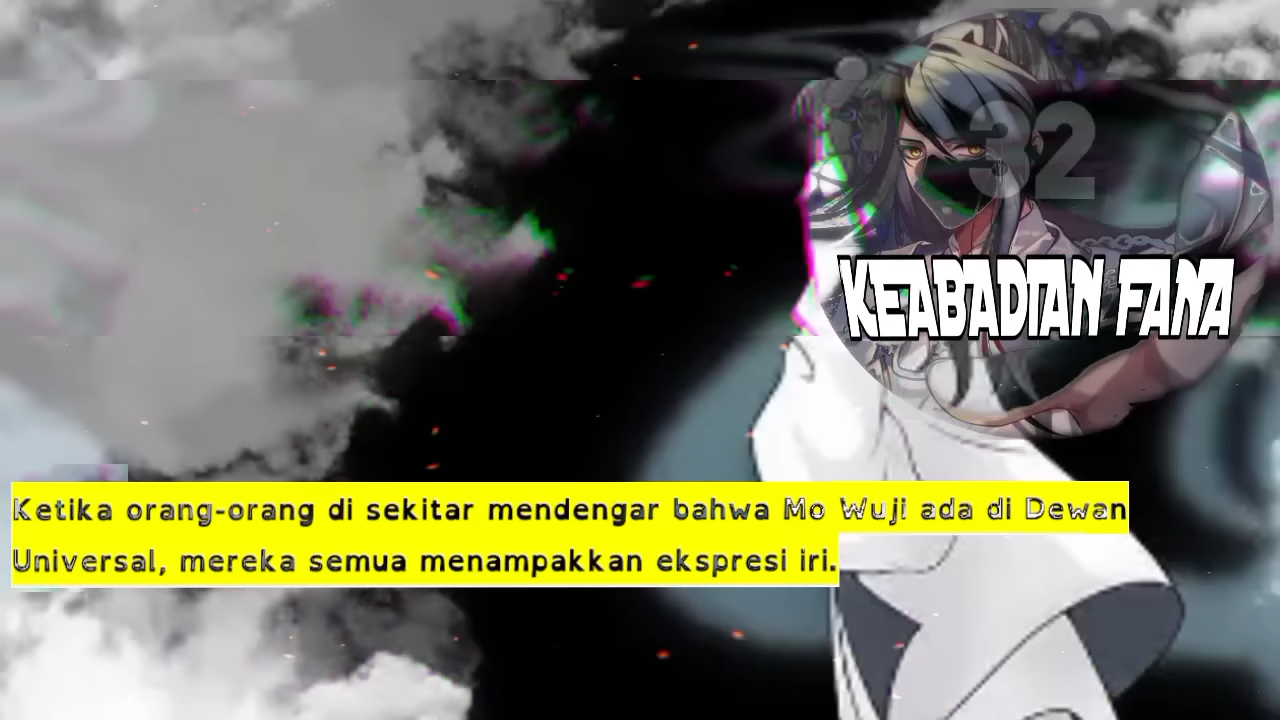 32
KEABADIAN FANA
Ketika orang-orang di sekitar mendengar bahwa Mo Wuji ada di Dewan
Universal, mereka semua menampakkan ekspresi iri.